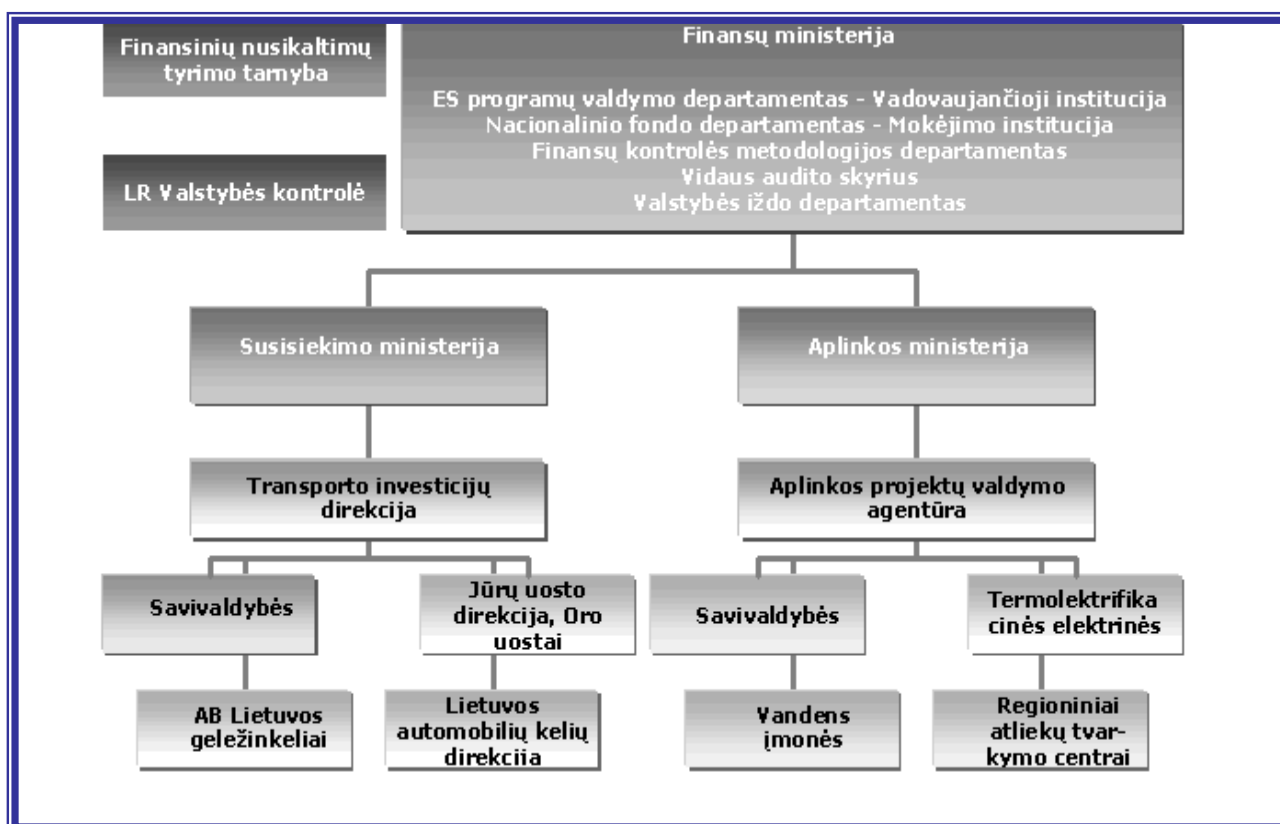 Finansinių nusikaltimų
tyrimo tarnyba
LR Valstybės kontrolė
Finansų ministerija
ES programų valdymo departamentas - Vadovaujančioji institucija
Nacionalinio fondo departamentas - Mokėjimo institucija
Finansų kontrolės metodologijos departamentas
Vidaus audito skyrius
Valstybės iždo departamentas
Susisiekimo ministerija
Aplinkos ministerija
Transporto investicijų
direkcija
Aplinkos projektų valdymo
agentūra
Savivaldybės
Jūrų uosto
direkcija, Oro
uostai
Savivaldybės
Termolektrifika
cinės elektrinės
AB Lietuvos
geležinkeliai
Lietuvos
automobilių kelių
direkcija
Vandens
įmonės
Regioniniai
atliekų tvar-
kymo centrai